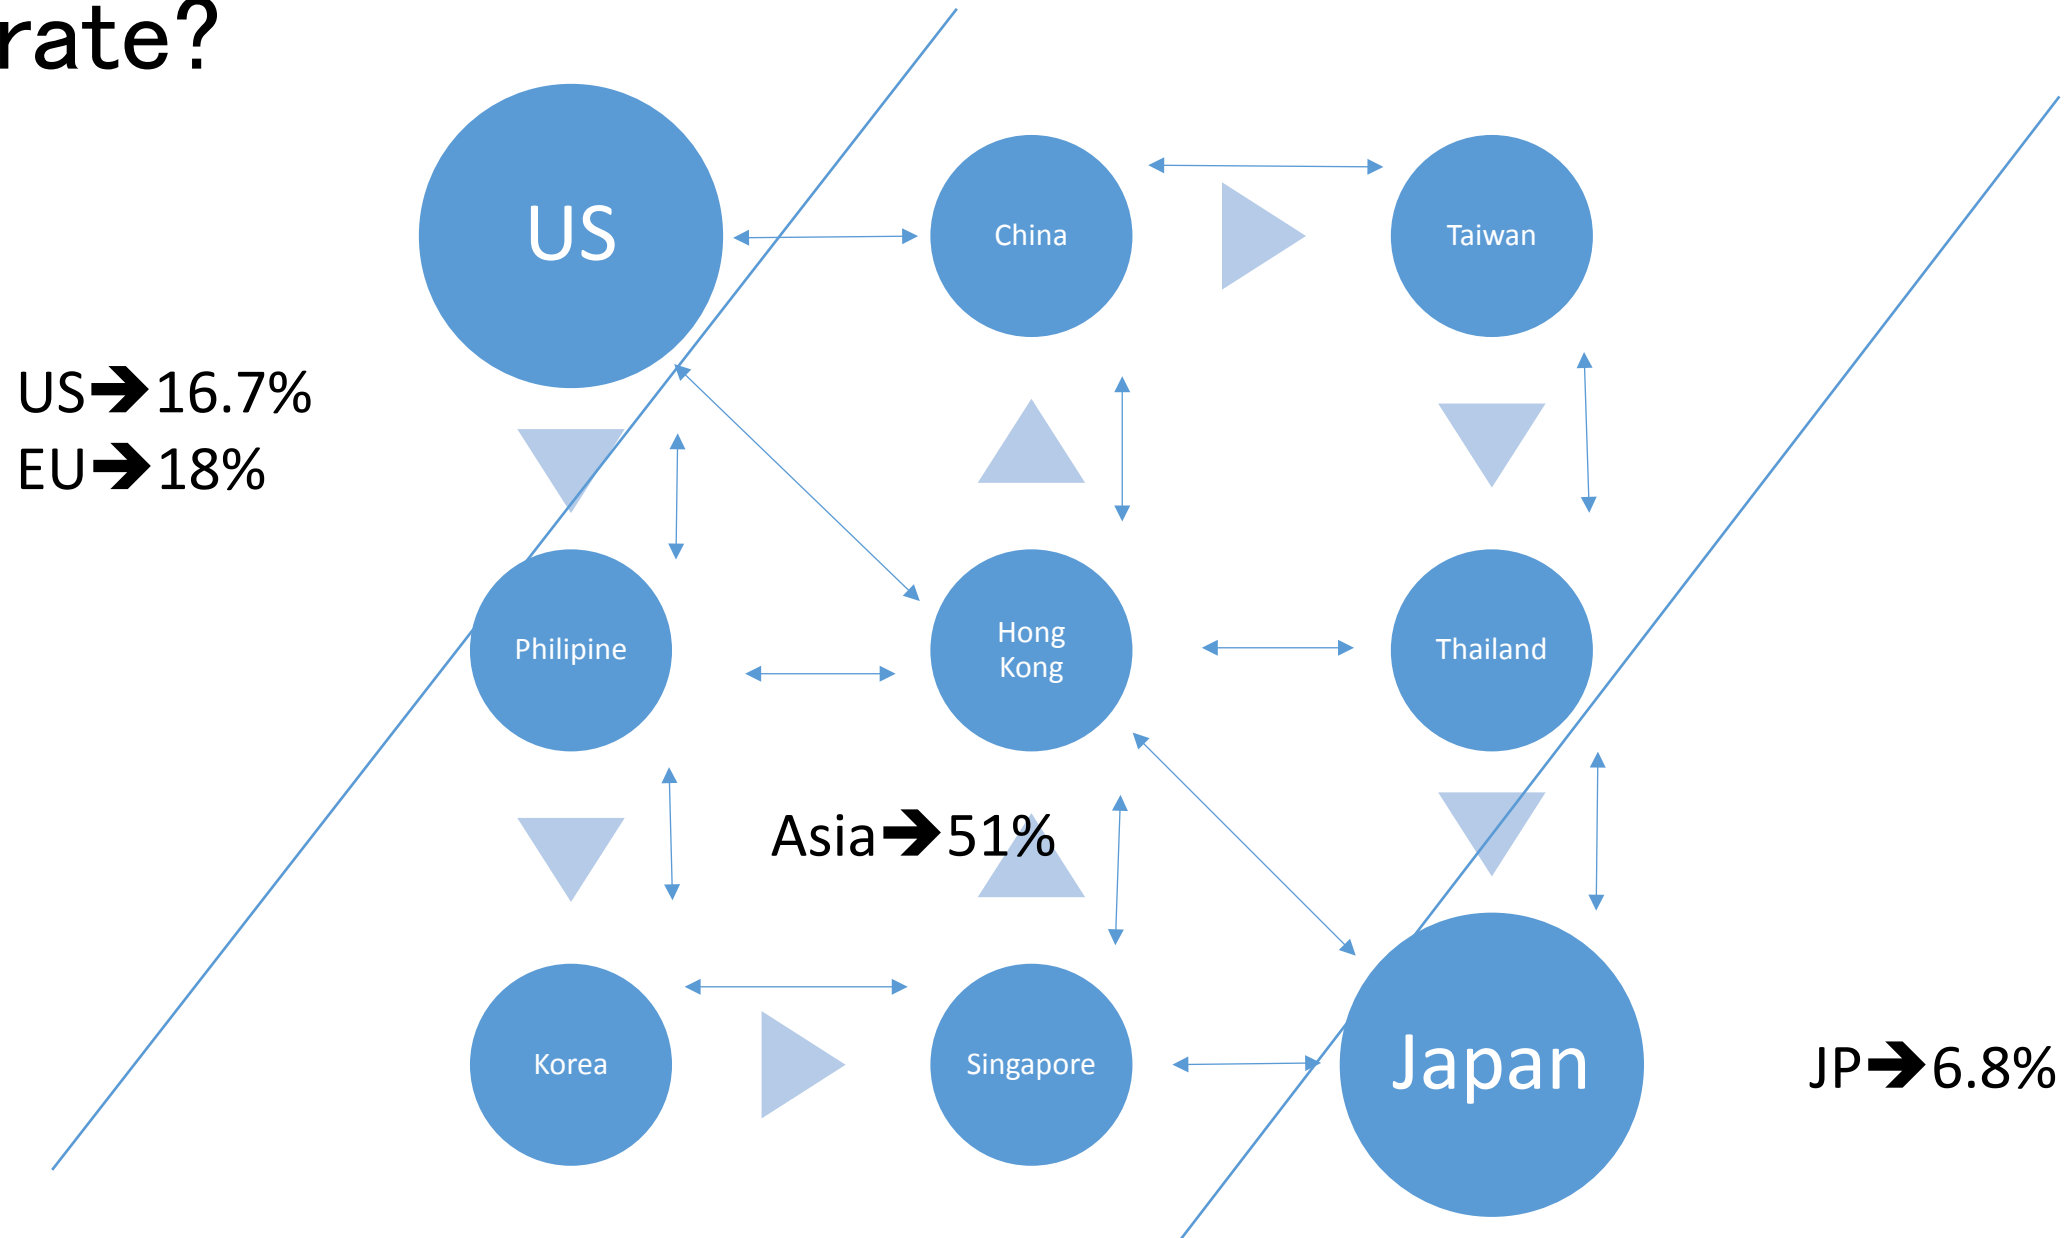 rate?
US
China
Taiwan
US➔16.7%
EU➔18%
Philipine
Hong
Kong
Thailand
Asia➔51%
Korea
Singapore
Japan
JP➔6.8%